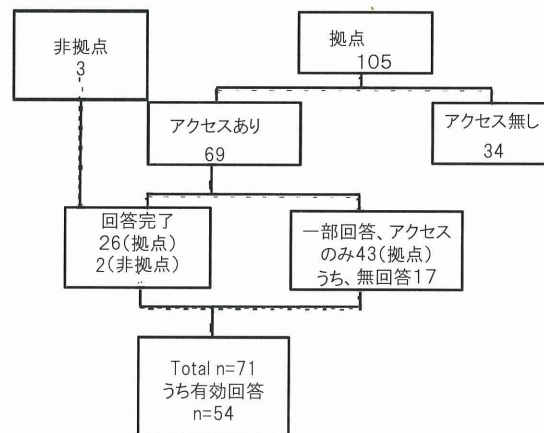 非拠点
3
拠点
105
アクセスあり
69
アクセス無し
34
回答完了
26(拠点)
2(非拠点)
一部回答、アクセス
のみ43(拠点)
うち、無回答17
Total n=71
うち有効回答
n=54